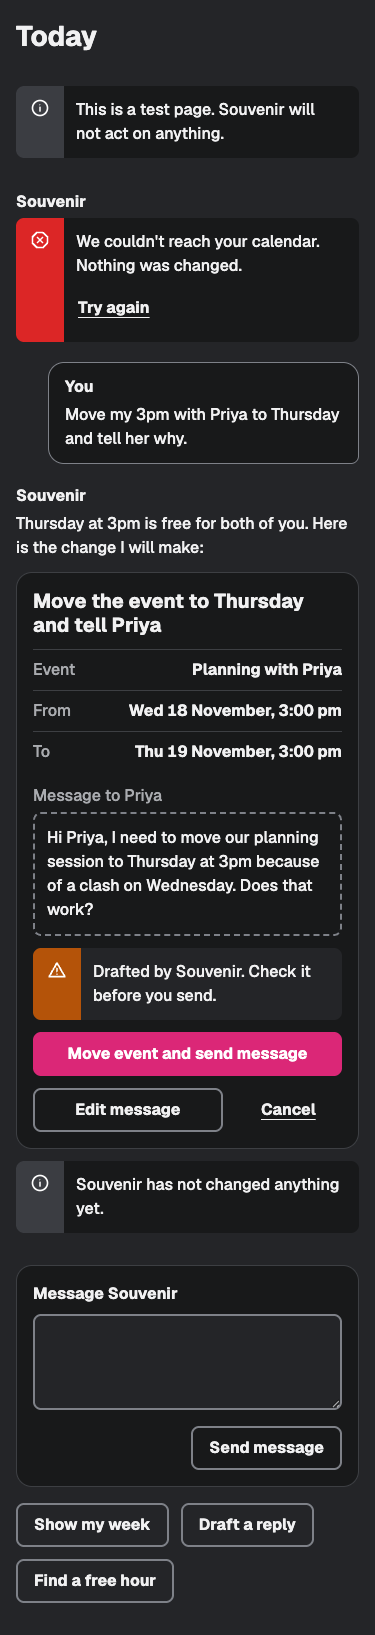 Today
This is a test page. Souvenir will
not act on anything.
Souvenir
We couldn't reach your calendar.
Nothing was changed.
Try again
You
Move my 3pm with Priya to Thursday
and tell her why.
Souvenir
Thursday at 3pm is free for both of you. Here
is the change I will make:
Move the event to Thursday
and tell Priya
Event Planning with Priya
From Wed 18 November, 3:00 pm
To Thu 19 November, 3:00 pm
Message to Priya
Hi Priya, I need to move our planning
session to Thursday at 3pm because
of a clash on Wednesday. Does that
work?
Drafted by Souvenir. Check it
before you send.
Move event and send message
Edit message Cancel
Souvenir has not changed anything
yet.
Message Souvenir
Send message
Show my week Draft a reply
Find a free hour